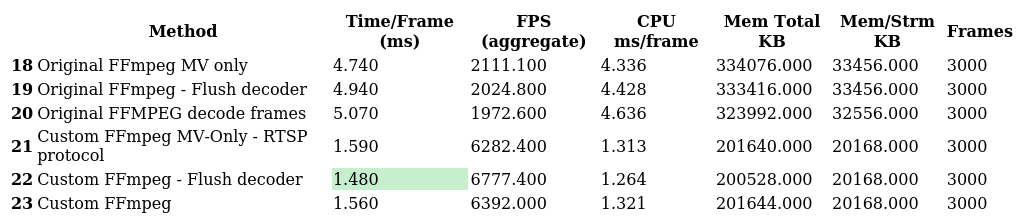 Method Time/Frame (ms) FPS (aggregate) CPU ms/frame Mem Total KB Mem/Strm KB Frames
18 Original FFmpeg MV only 4.740 2111.100 4.336 334076.000 33456.000 3000
19 Original FFmpeg - Flush decoder 4.940 2024.800 4.428 333416.000 33456.000 3000
20 Original FFMPEG decode frames 5.070 1972.600 4.636 323992.000 32556.000 3000
21 Custom FFmpeg MV-Only - RTSP protocol 1.590 6282.400 1.313 201640.000 20168.000 3000
22 Custom FFmpeg - Flush decoder 1.480 6777.400 1.264 200528.000 20168.000 3000
23 Custom FFmpeg 1.560 6392.000 1.321 201644.000 20168.000 3000